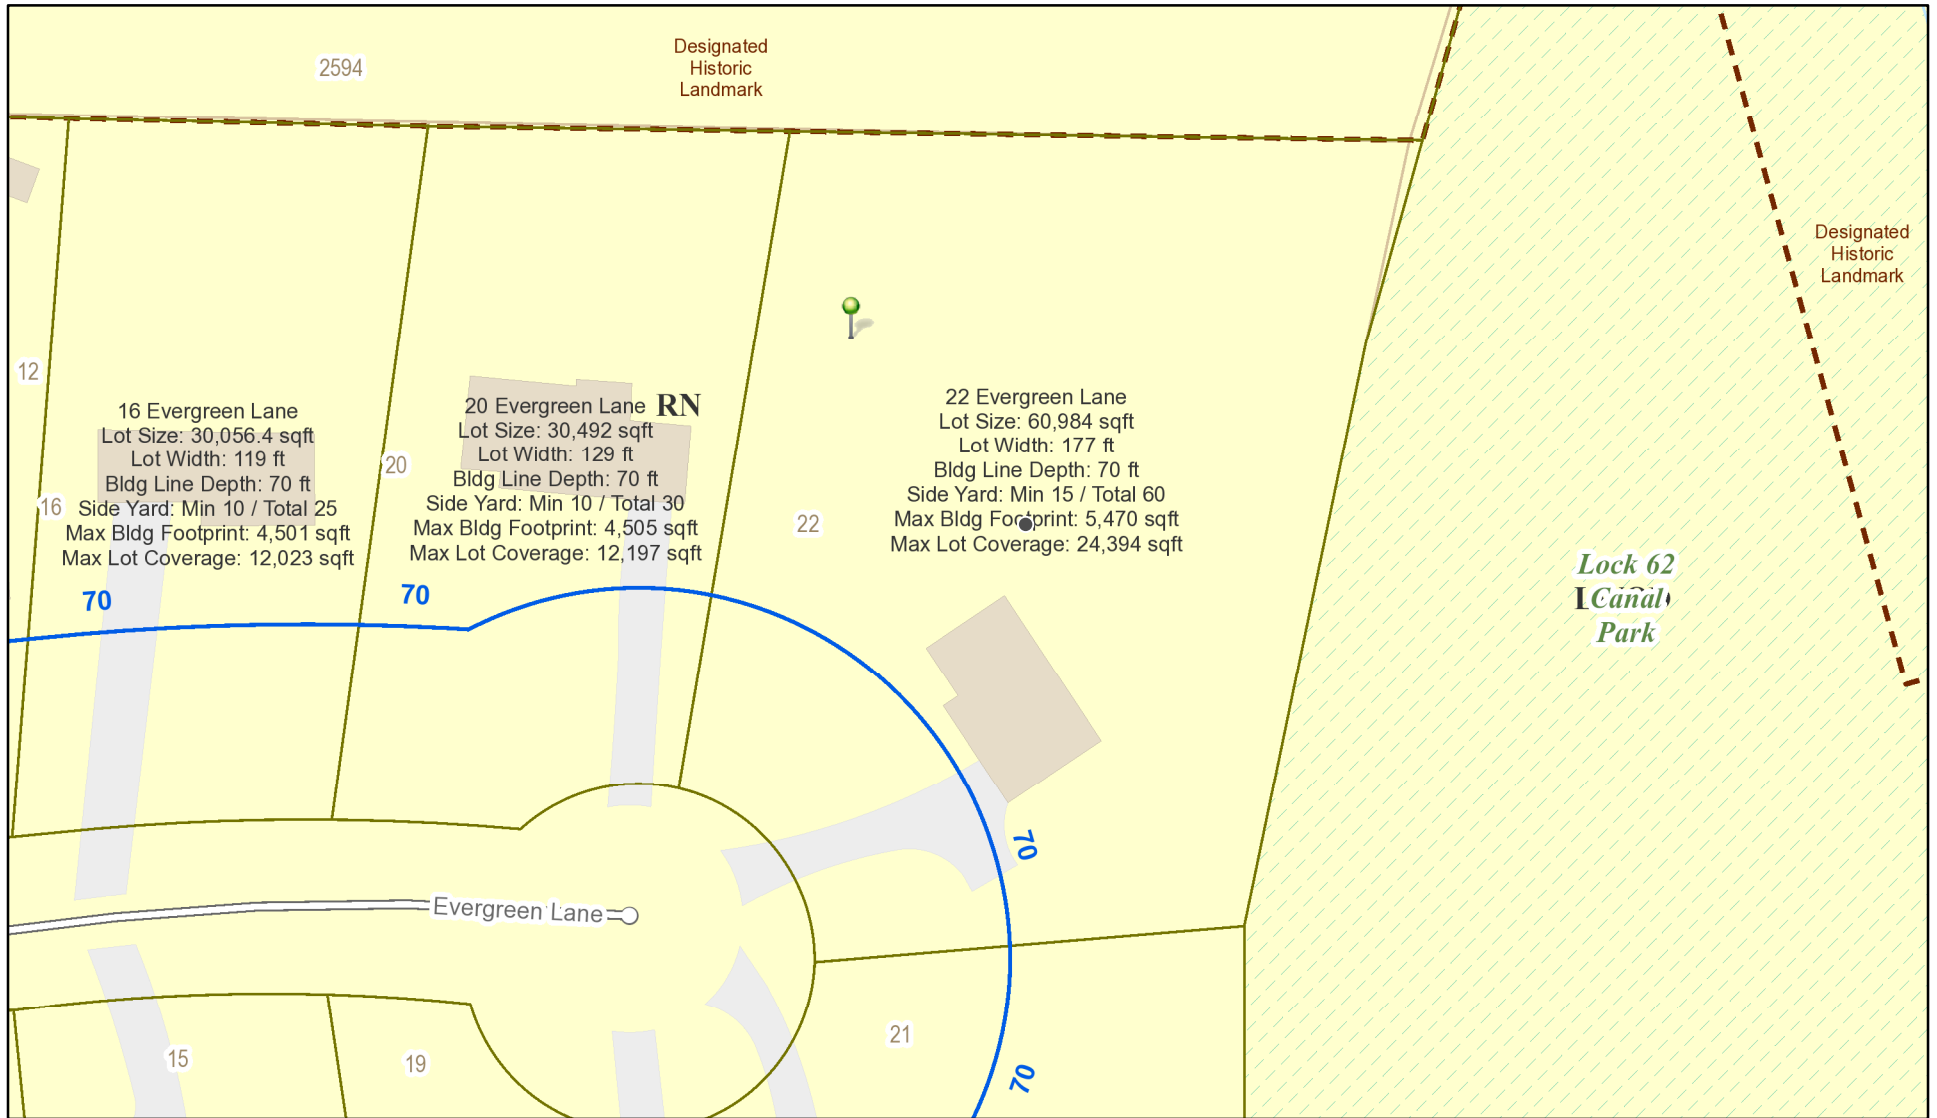 2594
Designated
Historic
Landmark
Designated
Historic
Landmark
12
16 Evergreen Lane
Lot Size: 30,056.4 sqft
Lot Width: 119 ft
Bldg Line Depth: 70 ft
Side Yard: Min 10 / Total 25
Max Bldg Footprint: 4,501 sqft
Max Lot Coverage: 12,023 sqft
16
20 Evergreen Lane
Lot Size: 30,492 sqft
Lot Width: 129 ft
Bldg Line Depth: 70 ft
Side Yard: Min 10 / Total 30
Max Bldg Footprint: 4,505 sqft
Max Lot Coverage: 12,197 sqft
RN
20
22 Evergreen Lane
Lot Size: 60,984 sqft
Lot Width: 177 ft
Bldg Line Depth: 70 ft
Side Yard: Min 15 / Total 60
Max Bldg Footprint: 5,470 sqft
Max Lot Coverage: 24,394 sqft
22
Lock 62
Canal
Park
70
70
70
Evergreen Lane
21
15
19
70